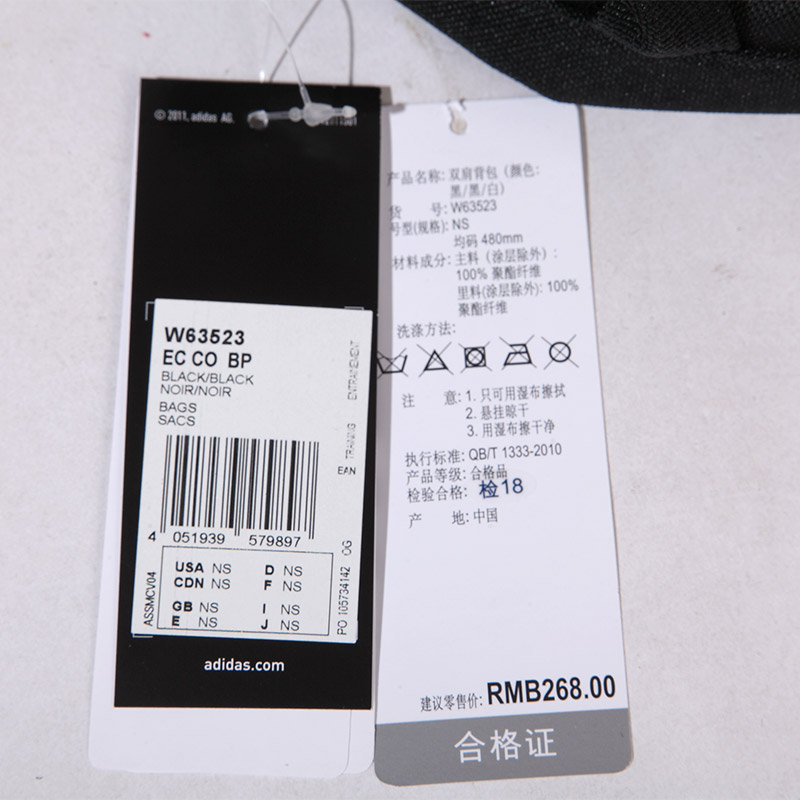 © 2011, adidas AG.
W63523
EC CO BP
BLACK/BLACK
NOIR/NOIR
BAGS
SACS
TRAINING ENTRAINEMENT
EAN
4 051939 579897
OG
USA NS D NS
CDN NS F NS
GB NS I NS
E NS J NS
ASSMCV04
PO 105734142
adidas.com
产品名称: 双肩背包 (颜色:
黑/黑/白)
货 号: W63523
号型(规格): NS
均码 480mm
材料成分: 主料 (涂层除外):
100% 聚酯纤维
里料(涂层除外): 100%
聚酯纤维
洗涤方法:
注 意: 1. 只可用湿布擦拭
2. 悬挂晾干
3. 用湿布擦干净
执行标准: QB/T 1333-2010
产品等级: 合格品
检验合格: 检18
产 地: 中国
建议零售价: RMB268.00
合格证